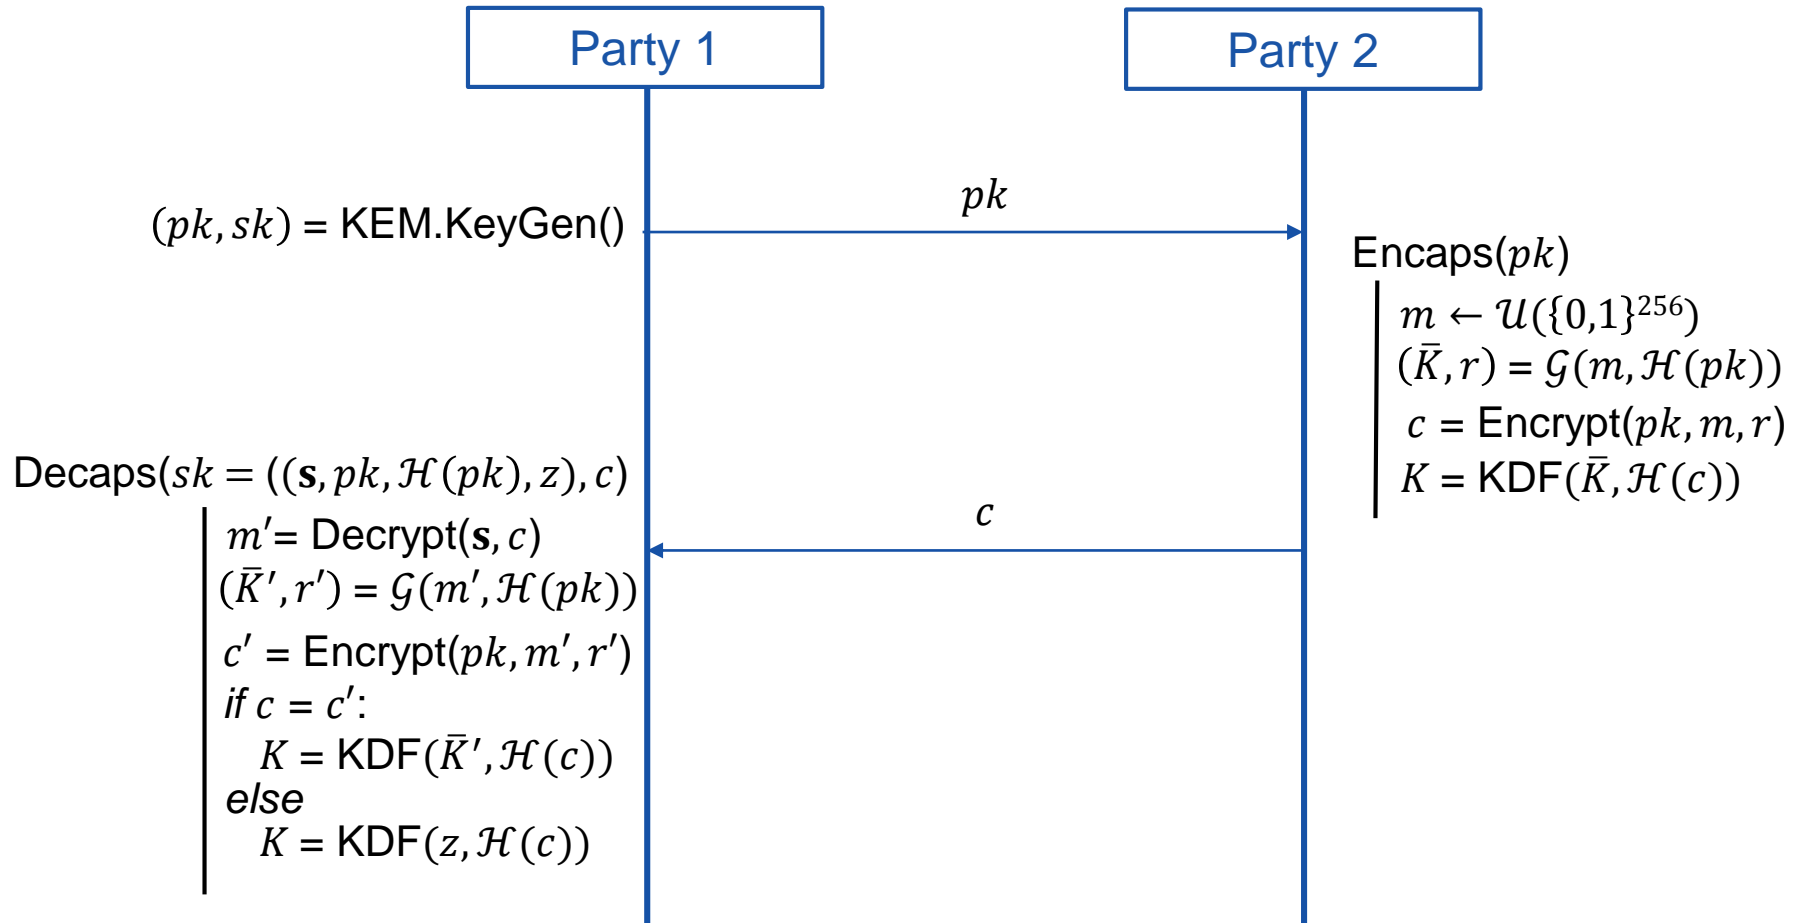 Party 1
Party 2
(pk, sk) = KEM.KeyGen()
pk
Encaps(pk)
m ← 𝒰({0,1}²⁵⁶)
(K̄, r) = 𝒢(m, ℋ(pk))
c = Encrypt(pk, m, r)
K = KDF(K̄, ℋ(c))
c
Decaps(sk = ((𝐬, pk, ℋ(pk), z), c)
m′= Decrypt(𝐬, c)
(K̄′, r′) = 𝒢(m′, ℋ(pk))
c′ = Encrypt(pk, m′, r′)
if c = c′:
K = KDF(K̄′, ℋ(c))
else
K = KDF(z, ℋ(c))